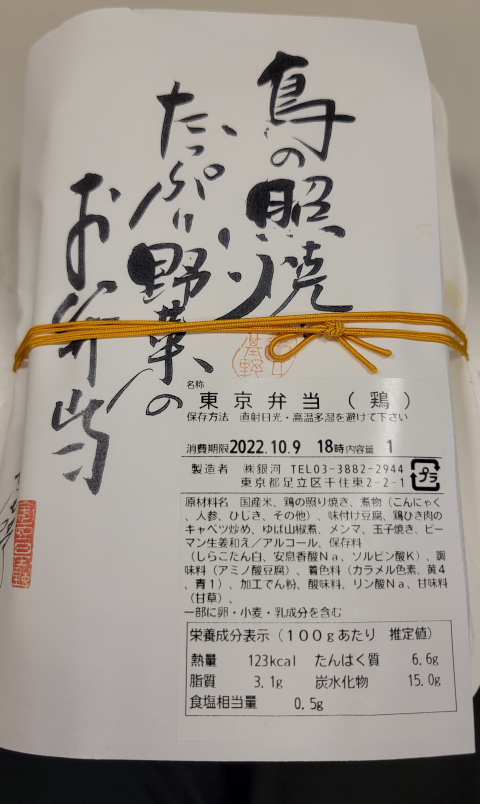 鳥の照焼り
たっぷり野菜の
お弁当
名称
東京弁当(鶏)
保存方法 直射日光・高温多湿を避けて下さい
消費期限2022.10.9 18時内容量 1
製造者 ㈱銀河 TEL03-3882-2944
東京都足立区千住東2-2-1
プラ
原材料名 国産米、鶏の照り焼き、煮物(こんにゃく
、人参、ひじき、その他)、味付け豆腐、鶏ひき肉の
キャベツ炒め、ゆば山椒煮、メンマ、玉子焼き、ピー
マン生姜和え／アルコール、保存料
(しらこたん白、安息香酸Na、ソルビン酸K)、調
味料(アミノ酸豆腐)、着色料(カラメル色素、黄4
、青1)、加工でん粉、酸味料、リン酸Na、甘味料
(甘草)、
一部に卵・小麦・乳成分を含む
栄養成分表示(100gあたり 推定値)
熱量 123kcal たんぱく質 6.6g
脂質 3.1g 炭水化物 15.0g
食塩相当量 0.5g